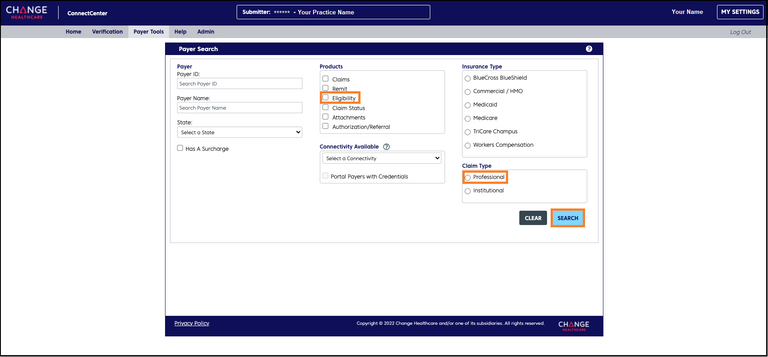 CHANGE
HEALTHCARE
ConnectCenter
Submitter: ****** - Your Practice Name
Your Name
MY SETTINGS
Home Verification Payer Tools Help Admin
Log Out
Payer Search
?
Payer
Payer ID:
Search Payer ID
Payer Name:
Search Payer Name
State:
Select a State
Has A Surcharge
Products
Claims
Remit
Eligibility
Claim Status
Attachments
Authorization/Referral
Connectivity Available ?
Select a Connectivity
Portal Payers with Credentials
Insurance Type
BlueCross BlueShield
Commercial / HMO
Medicaid
Medicare
TriCare Champus
Workers Compensation
Claim Type
Professional
Institutional
CLEAR
SEARCH
Privacy Policy
Copyright © 2022 Change Healthcare and/or one of its subsidiaries. All rights reserved.
CHANGE
HEALTHCARE